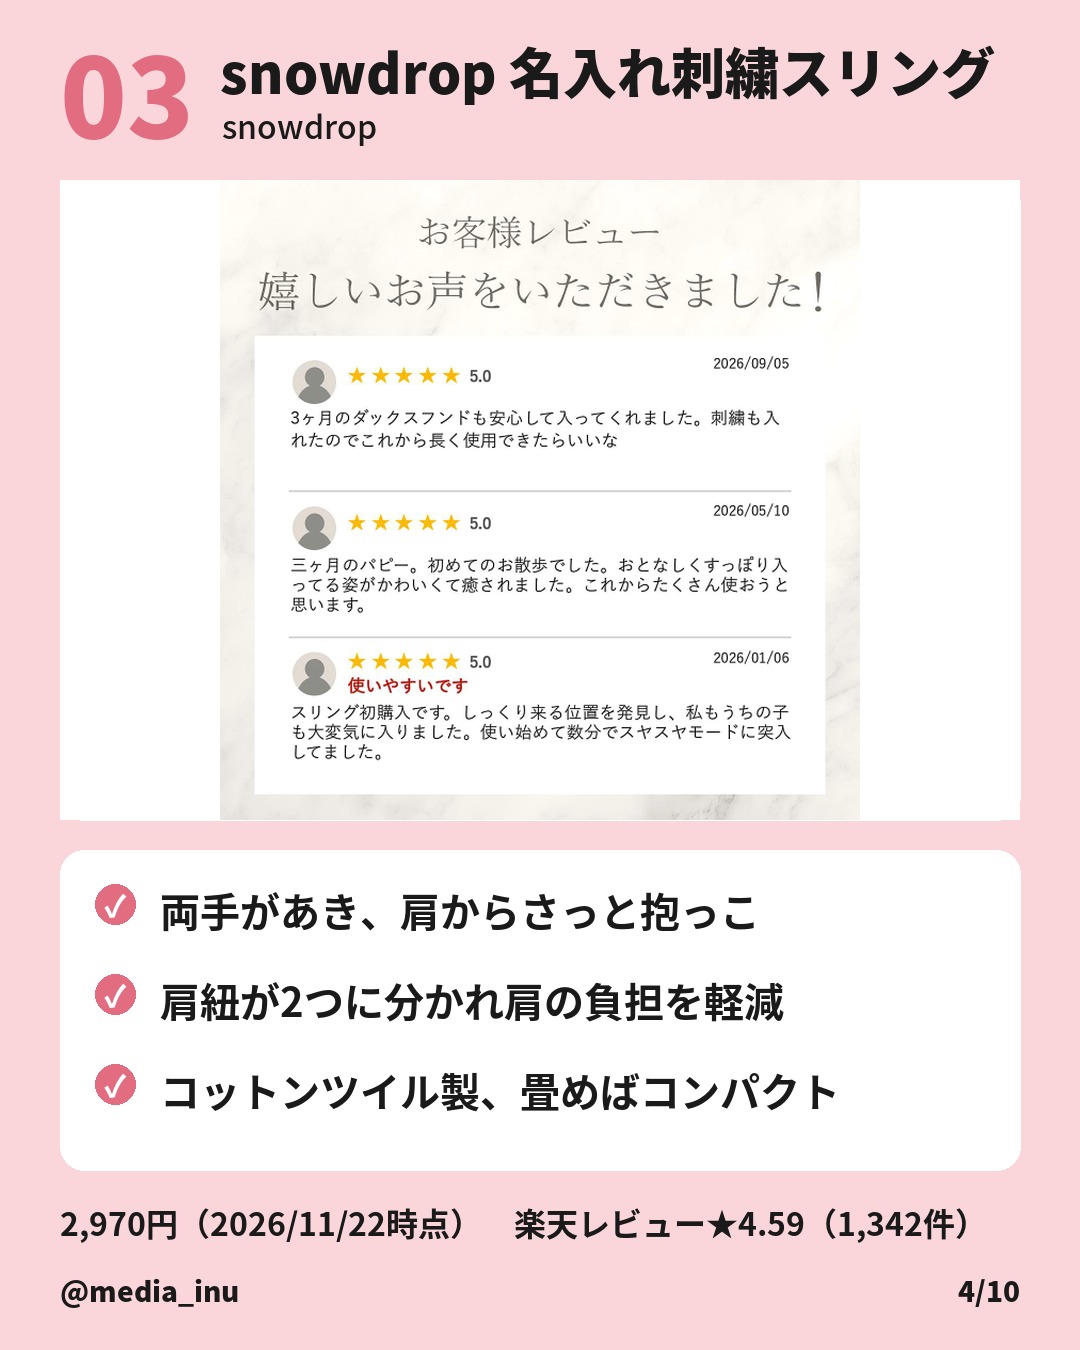 03
snowdrop 名入れ刺繍スリング
snowdrop
お客様レビュー
嬉しいお声をいただきました!
★★★★★ 5.0
2026/09/05
3ヶ月のダックスフンドも安心して入ってくれました。刺繍も入
れたのでこれから長く使用できたらいいな
★★★★★ 5.0
2026/05/10
三ヶ月のパピー。初めてのお散歩でした。おとなしくすっぽり入
ってる姿がかわいくて癒されました。これからたくさん使おうと
思います。
★★★★★ 5.0
2026/01/06
使いやすいです
スリング初購入です。しっくり来る位置を発見し、私もうちの子
も大変気に入りました。使い始めて数分でスヤスヤモードに突入
してました。
✓ 両手があき、肩からさっと抱っこ
✓ 肩紐が2つに分かれ肩の負担を軽減
✓ コットンツイル製、畳めばコンパクト
2,970円（2026/11/22時点） 楽天レビュー★4.59（1,342件）
@media_inu
4/10